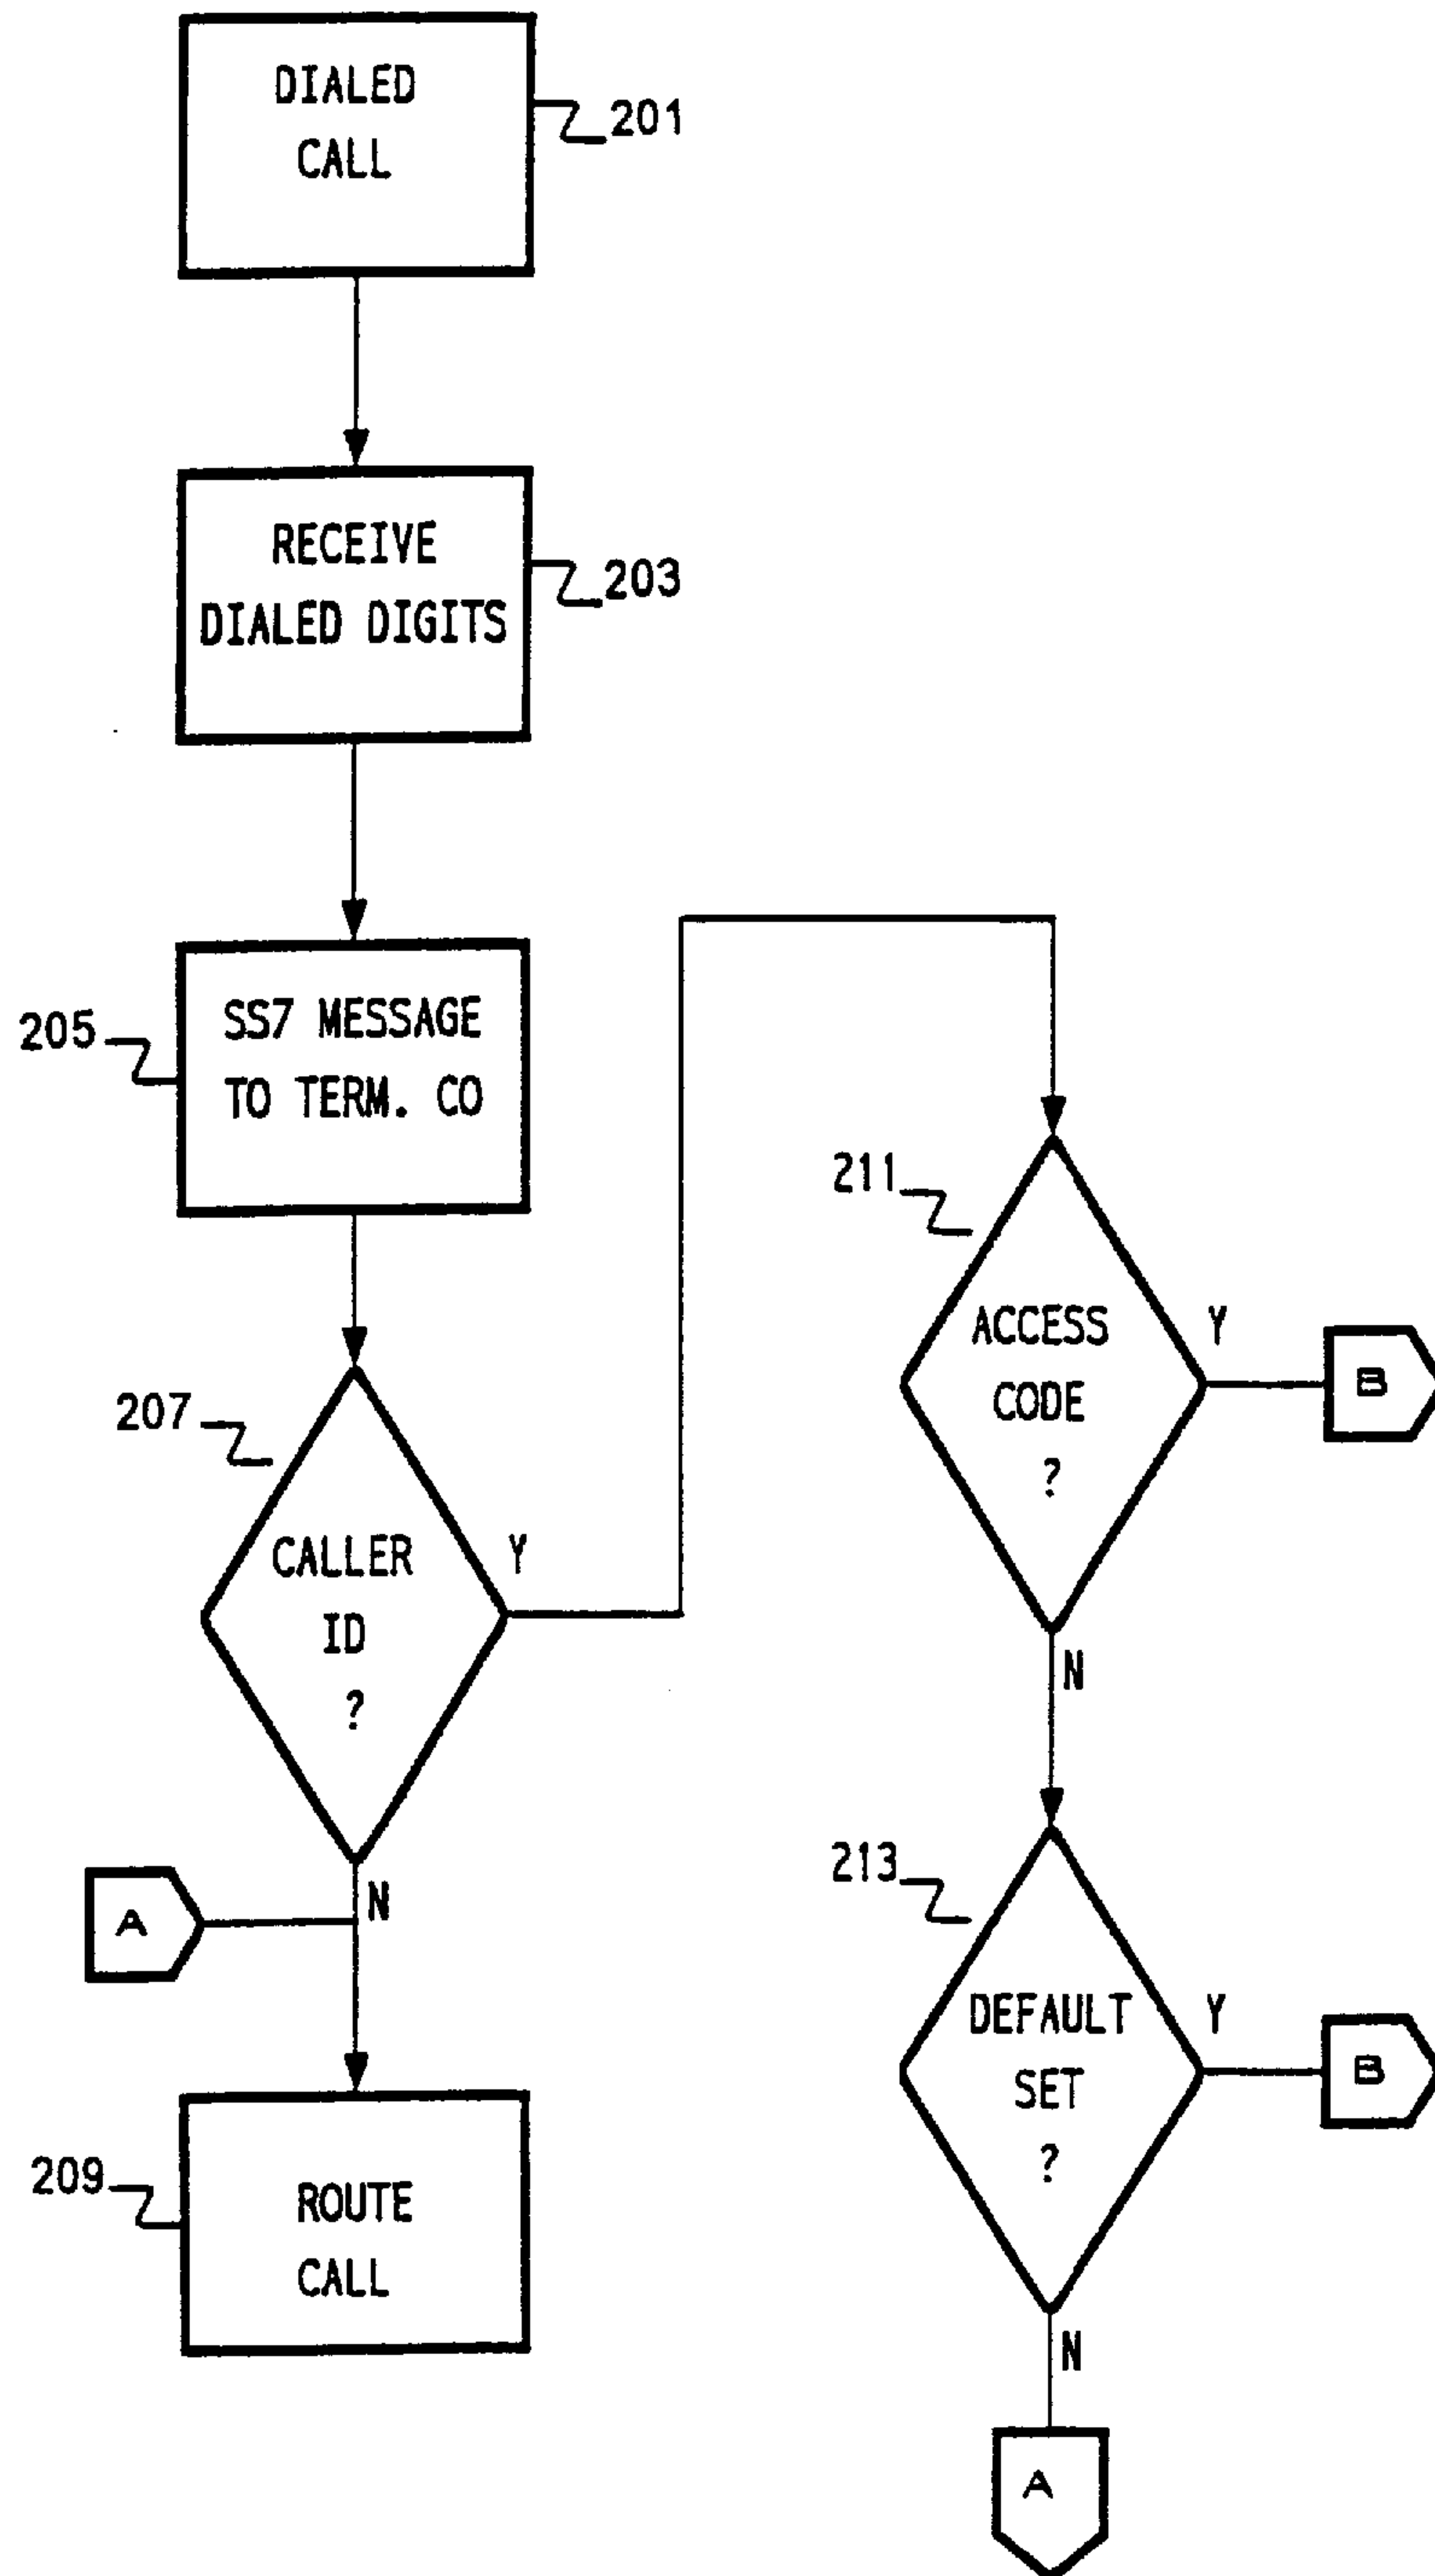 DIALED
CALL
201
RECEIVE
DIALED DIGITS
203
205
SS7 MESSAGE
TO TERM. CO
207
CALLER
ID
?
Y
N
A
209
ROUTE
CALL
211
ACCESS
CODE
?
Y
B
N
213
DEFAULT
SET
?
Y
B
N
A